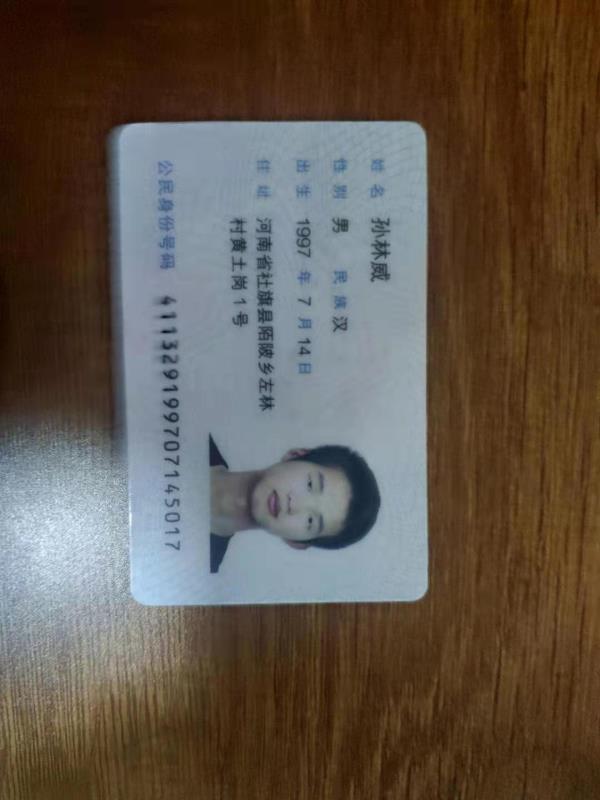 姓名 孙林威
性别 男 民族 汉
出生 1997 年 7 月 14 日
住址 河南省社旗县陌陂乡左林
村黄土岗1号
公民身份号码 411329199707145017